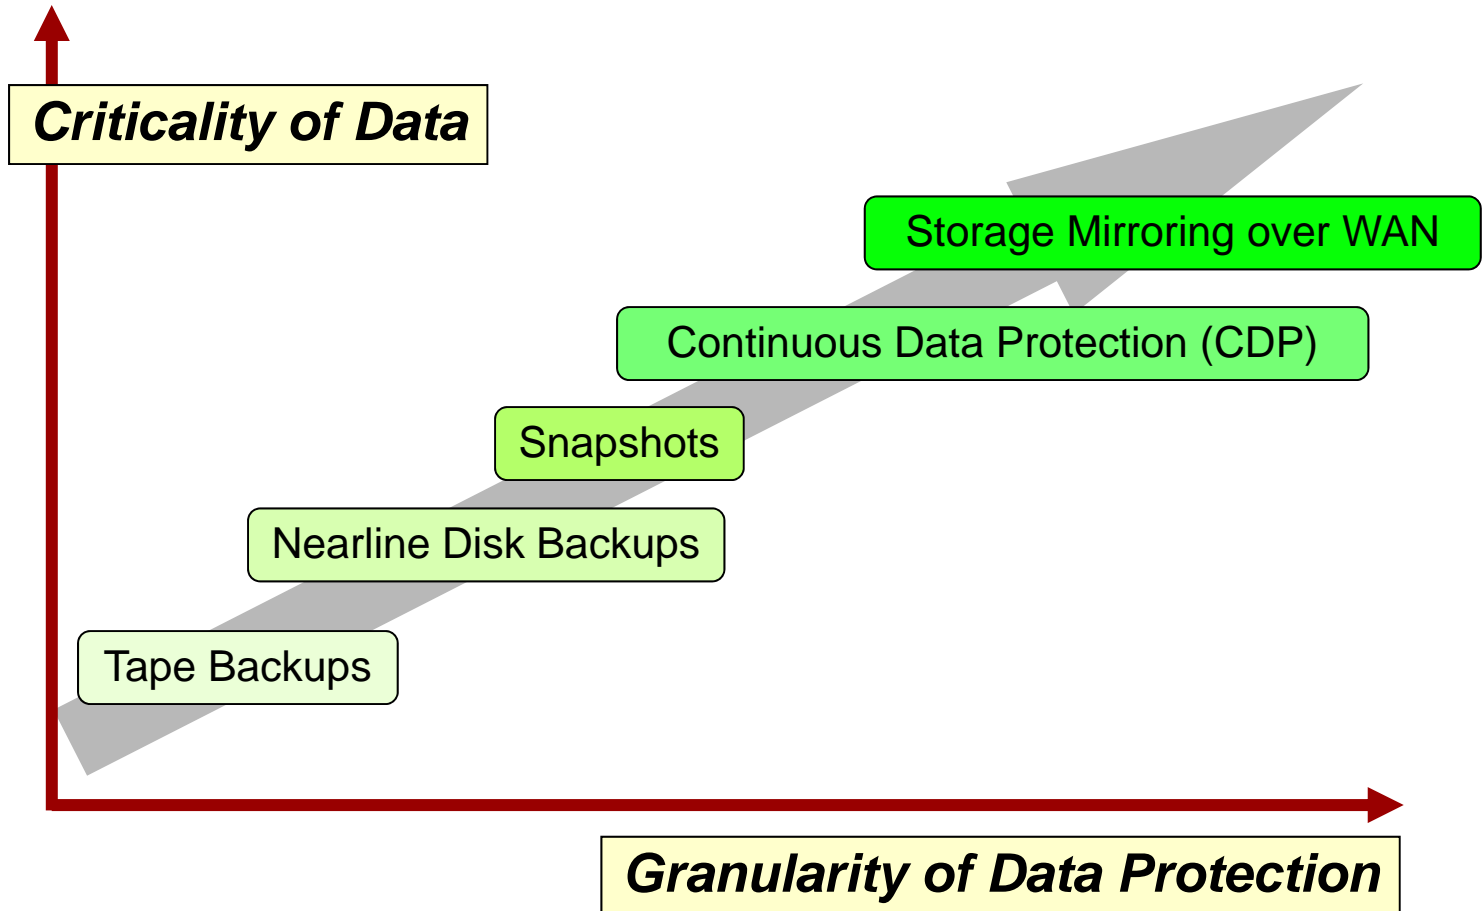 Criticality of Data
Storage Mirroring over WAN
Continuous Data Protection (CDP)
Snapshots
Nearline Disk Backups
Tape Backups
Granularity of Data Protection